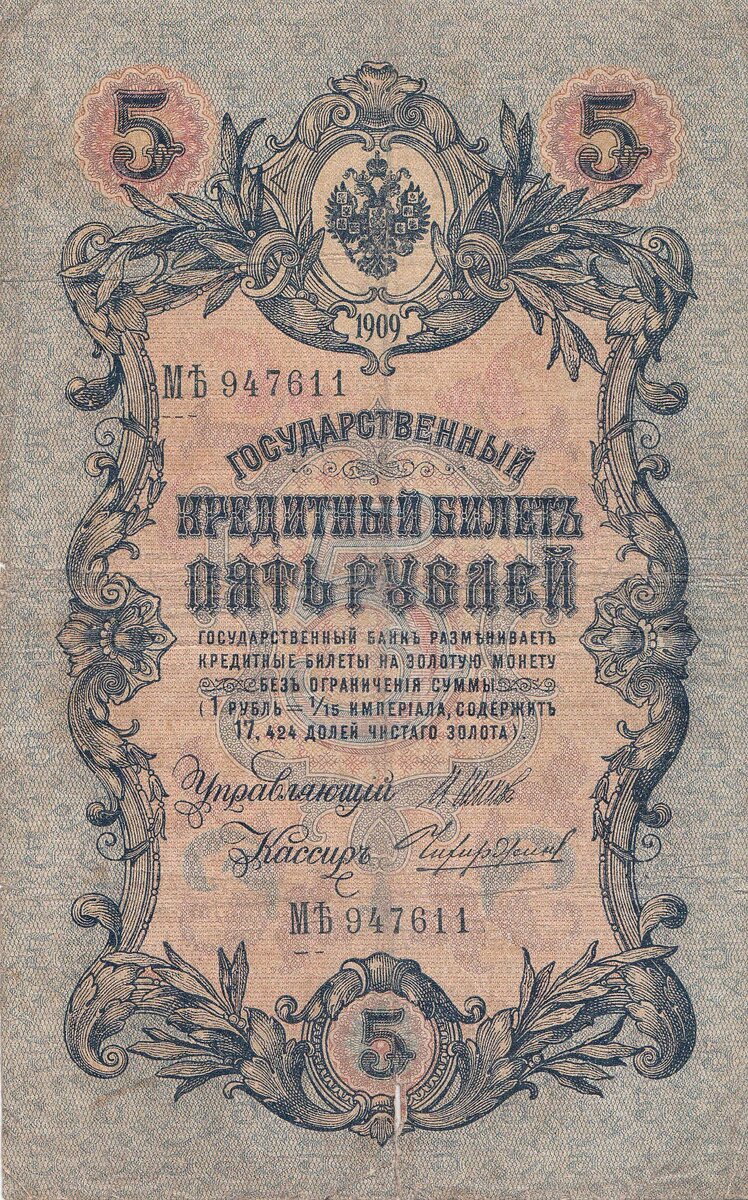 5 5
1909
МѢ 947611
ГОСУДАРСТВЕННЫЙ
КРЕДИТНЫЙ БИЛЕТЪ
ПЯТЬ РУБЛЕЙ
ГОСУДАРСТВЕННЫЙ БАНКЪ РАЗМѢНИВАЕТЪ
КРЕДИТНЫЕ БИЛЕТЫ НА ЗОЛОТУЮ МОНЕТУ
БЕЗЪ ОГРАНИЧЕНІЯ СУММЫ
(1 РУБЛЬ = 1/15 ИМПЕРІАЛА, СОДЕРЖИТЪ
17, 424 ДОЛЕЙ ЧИСТАГО ЗОЛОТА).
Управляющій
Кассиръ
МѢ 947611
5